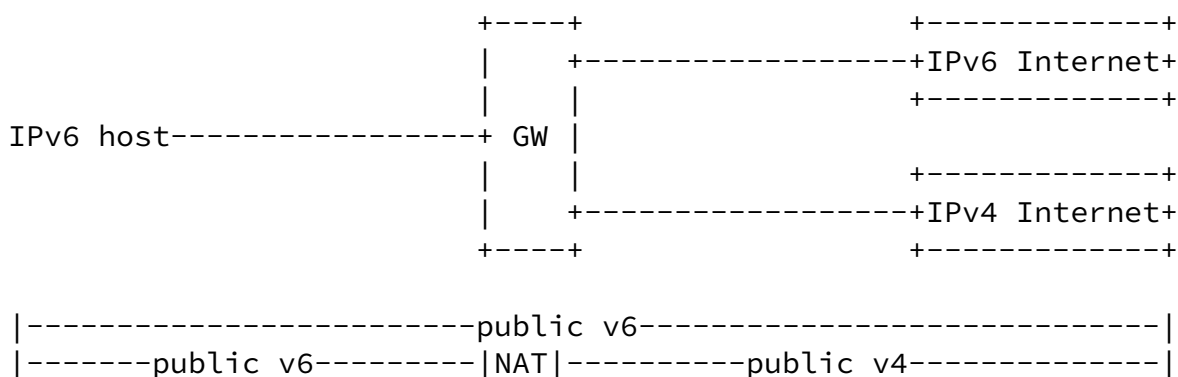 +----+                 +-------------+
                        |    +-----------------+IPv6 Internet+
                        |    |                 +-------------+
IPv6 host---------------+ GW |
                        |    |                 +-------------+
                        |    +-----------------+IPv4 Internet+
                        +----+                 +-------------+

|-----------------------public v6---------------------------|
|-------public v6-------|NAT|----------public v4------------|